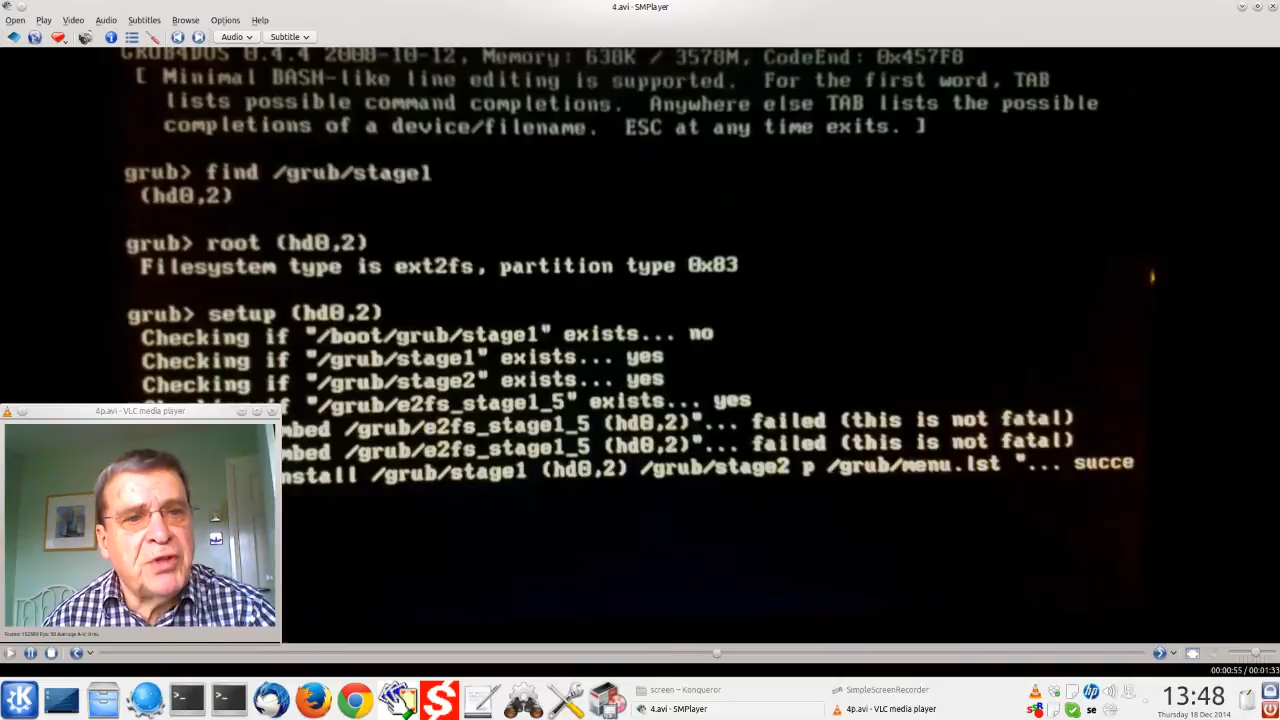 4.avi - SMPlayer
Open Play Video Audio Subtitles Browse Options Help
Audio Subtitle
GRUB4DOS 0.4.4 2008-10-12, Memory: 638K / 3578M, CodeEnd: 0x457F8
[ Minimal BASH-like line editing is supported. For the first word, TAB
lists possible command completions. Anywhere else TAB lists the possible
completions of a device/filename. ESC at any time exits. ]
grub> find /grub/stage1
(hd0,2)
grub> root (hd0,2)
Filesystem type is ext2fs, partition type 0x83
grub> setup (hd0,2)
Checking if "/boot/grub/stage1" exists... no
Checking if "/grub/stage1" exists... yes
Checking if "/grub/stage2" exists... yes
"/grub/e2fs_stage1_5" exists... yes
mbed /grub/e2fs_stage1_5 (hd0,2)"... failed (this is not fatal)
mbed /grub/e2fs_stage1_5 (hd0,2)"... failed (this is not fatal)
nstall /grub/stage1 (hd0,2) /grub/stage2 p /grub/menu.lst "... succe
4p.avi - VLC media player
00:00:55 / 00:01:33
screen – Konqueror
SimpleScreenRecorder
4.avi - SMPlayer
4p.avi - VLC media player
hp
se
13:48
Thursday 18 Dec 2014